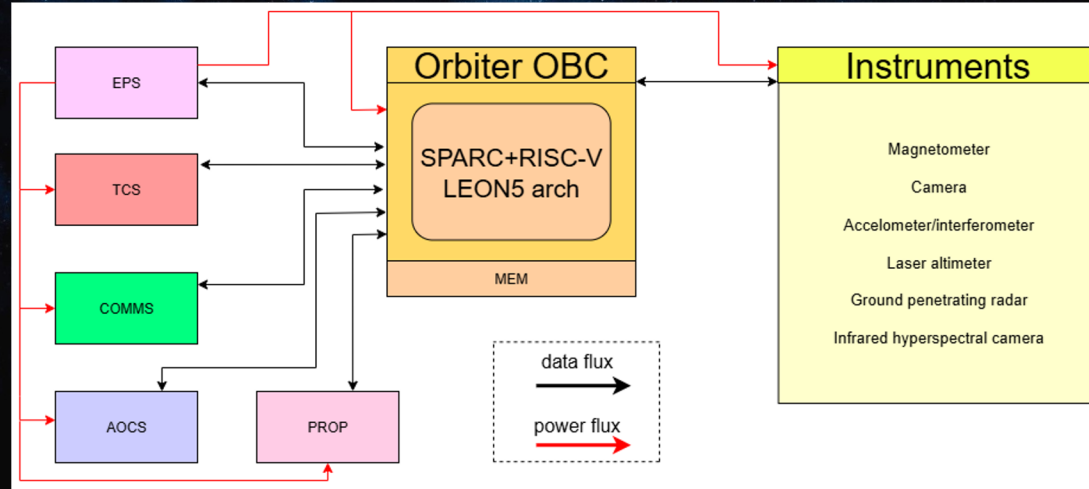 EPS
TCS
COMMS
AOCS
PROP
Orbiter OBC
SPARC+RISC-V
LEON5 arch
MEM
data flux
power flux
Instruments
Magnetometer
Camera
Accelometer/interferometer
Laser altimeter
Ground penetrating radar
Infrared hyperspectral camera